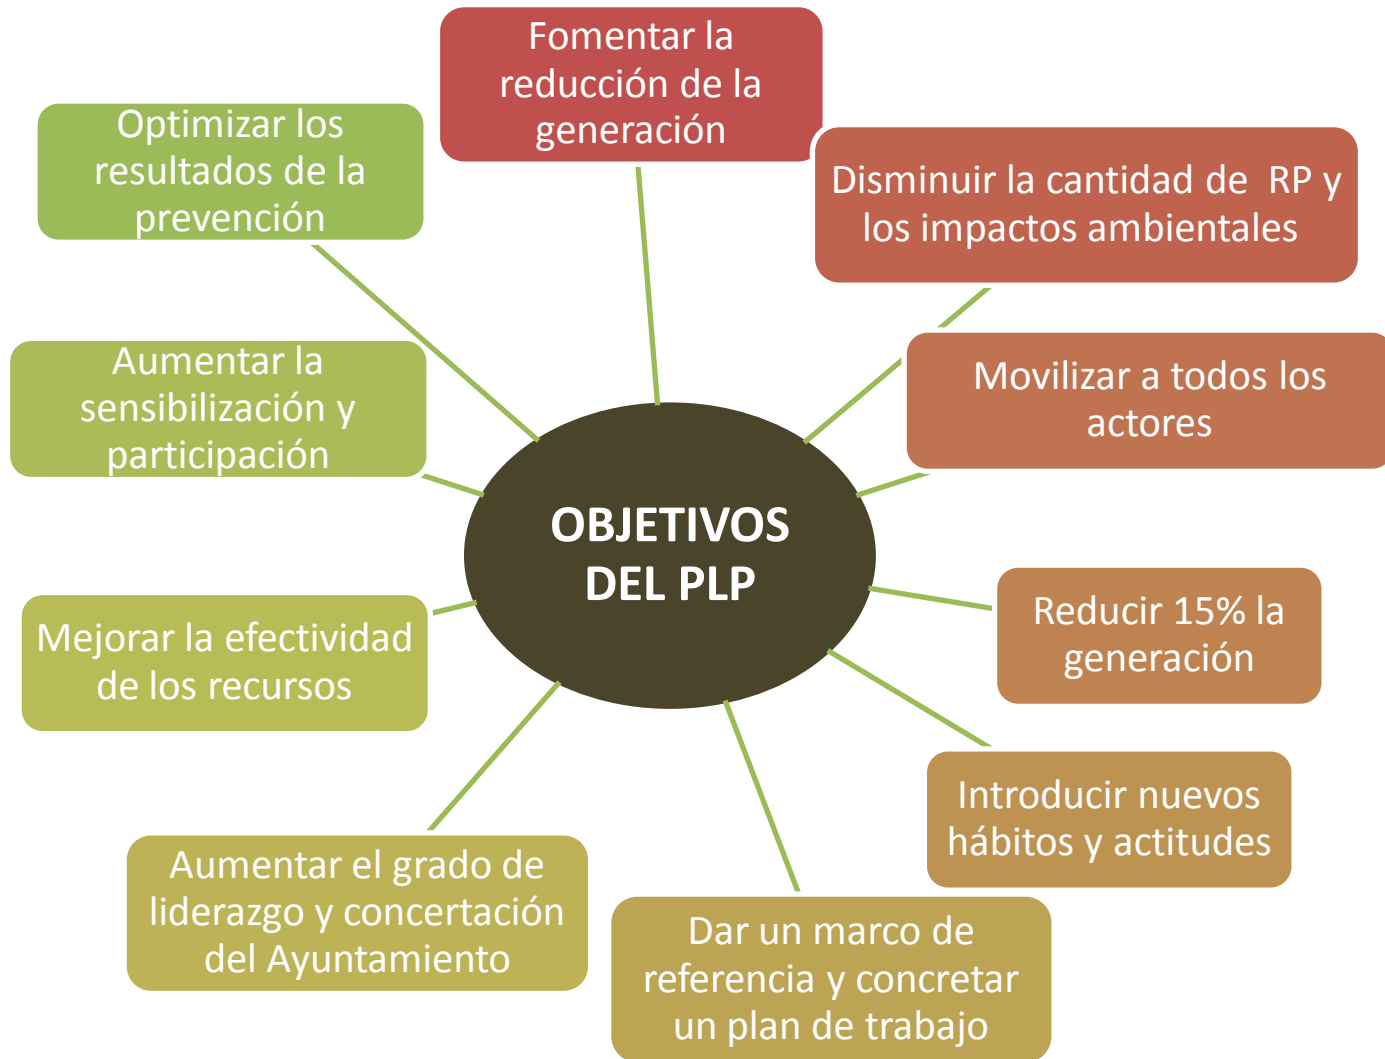 Fomentar la
reducción de la
generación
Disminuir la cantidad de RP y
los impactos ambientales
Movilizar a todos los
actores
Reducir 15% la
generación
Introducir nuevos
hábitos y actitudes
Dar un marco de
referencia y concretar
un plan de trabajo
Aumentar el grado de
liderazgo y concertación
del Ayuntamiento
Mejorar la efectividad
de los recursos
Aumentar la
sensibilización y
participación
Optimizar los
resultados de la
prevención
OBJETIVOS
DEL PLP